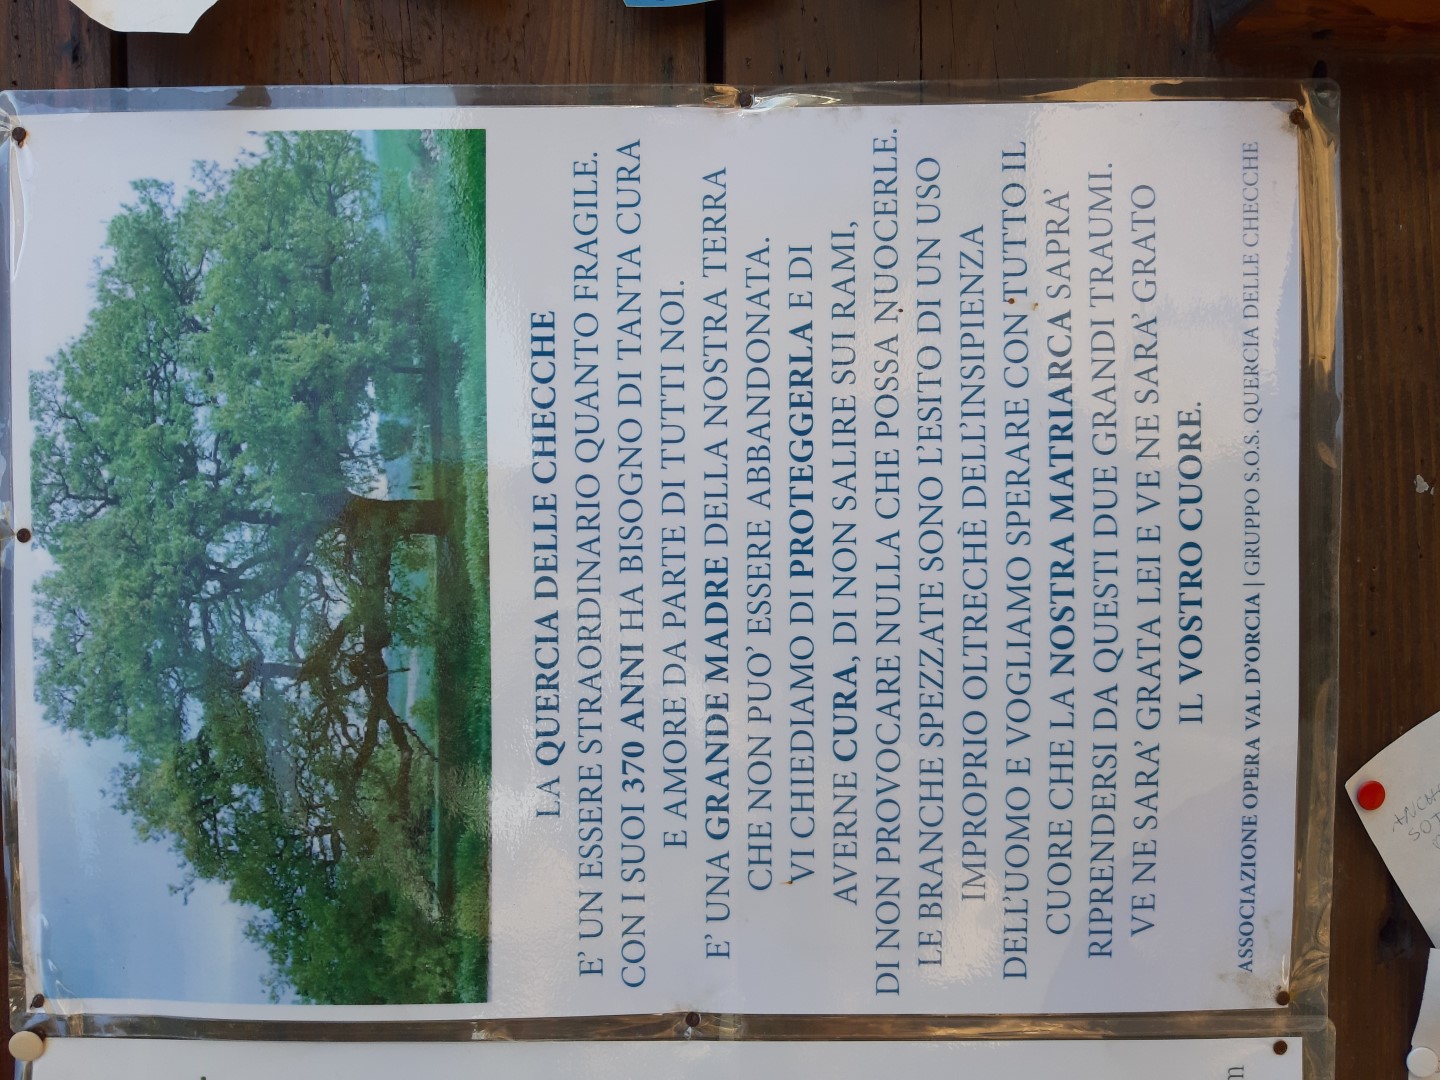 LA QUERCIA DELLE CHECCHE
E' UN ESSERE STRAORDINARIO QUANTO FRAGILE.
CON I SUOI 370 ANNI HA BISOGNO DI TANTA CURA
E AMORE DA PARTE DI TUTTI NOI.
E' UNA GRANDE MADRE DELLA NOSTRA TERRA
CHE NON PUO' ESSERE ABBANDONATA.
VI CHIEDIAMO DI PROTEGGERLA E DI
AVERNE CURA, DI NON SALIRE SUI RAMI,
DI NON PROVOCARE NULLA CHE POSSA NUOCERLE.
LE BRANCHE SPEZZATE SONO L'ESITO DI UN USO
IMPROPRIO OLTRECHÈ DELL'INSIPIENZA
DELL'UOMO E VOGLIAMO SPERARE CON TUTTO IL
CUORE CHE LA NOSTRA MATRIARCA SAPRA'
RIPRENDERSI DA QUESTI DUE GRANDI TRAUMI.
VE NE SARA' GRATA LEI E VE NE SARA' GRATO
IL VOSTRO CUORE.
ASSOCIAZIONE OPERA VAL D'ORCIA | GRUPPO S.O.S. QUERCIA DELLE CHECCHE